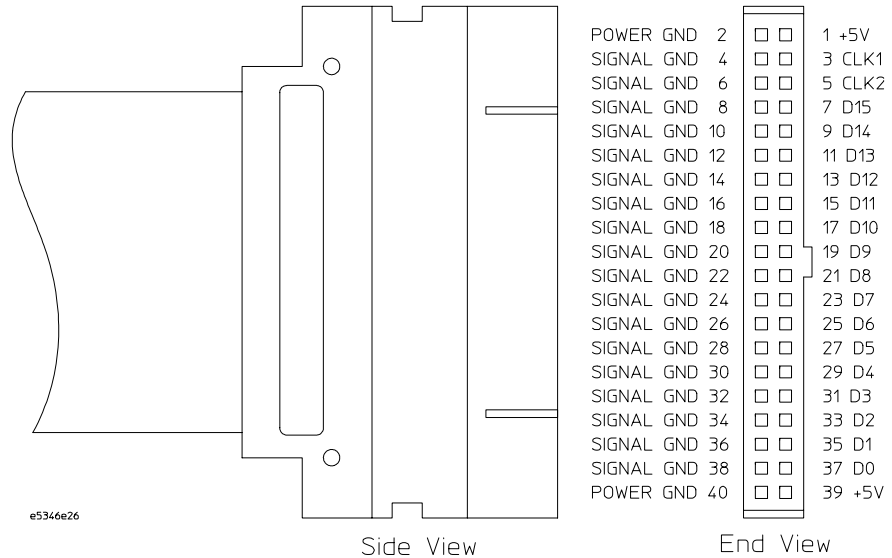 POWER GND 2 1 +5V
SIGNAL GND 4 3 CLK1
SIGNAL GND 6 5 CLK2
SIGNAL GND 8 7 D15
SIGNAL GND 10 9 D14
SIGNAL GND 12 11 D13
SIGNAL GND 14 13 D12
SIGNAL GND 16 15 D11
SIGNAL GND 18 17 D10
SIGNAL GND 20 19 D9
SIGNAL GND 22 21 D8
SIGNAL GND 24 23 D7
SIGNAL GND 26 25 D6
SIGNAL GND 28 27 D5
SIGNAL GND 30 29 D4
SIGNAL GND 32 31 D3
SIGNAL GND 34 33 D2
SIGNAL GND 36 35 D1
SIGNAL GND 38 37 D0
POWER GND 40 39 +5V
e5346e26
Side View
End View